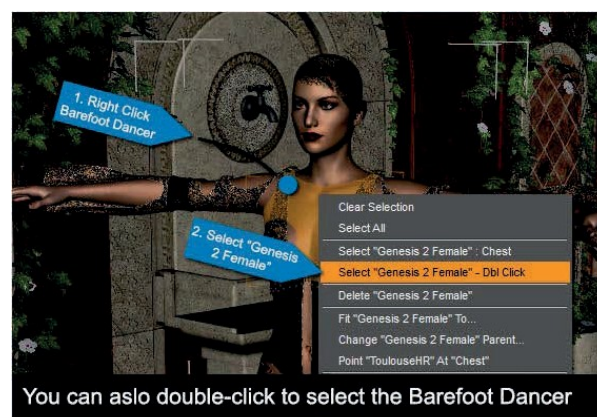 1. Right Click
Barefoot Dancer
2. Select "Genesis
2 Female"
Clear Selection
Select All
Select "Genesis 2 Female" : Chest
Select "Genesis 2 Female" - Dbl Click
Delete "Genesis 2 Female"
Fit "Genesis 2 Female" To...
Change "Genesis 2 Female" Parent...
Point "ToulouseHR" At "Chest"
You can aslo double-click to select the Barefoot Dancer